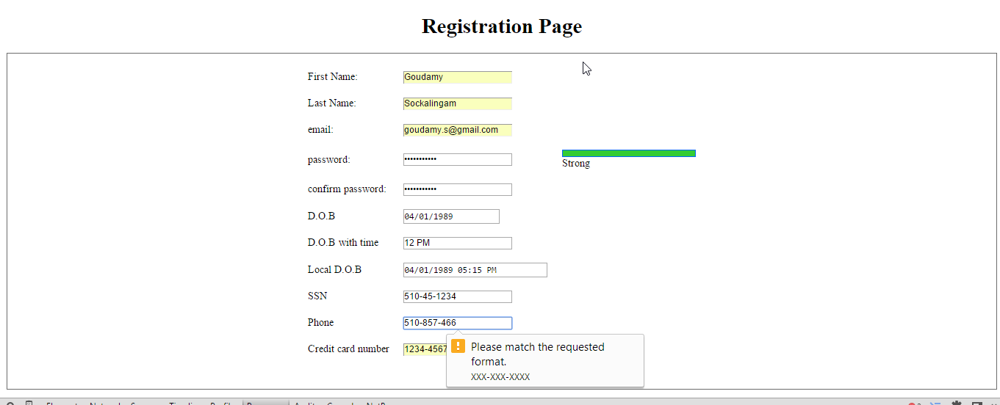 Registration Page
First Name: Goudamy
Last Name: Sockalingam
email: goudamy.s@gmail.com
password: •••••••••••
Strong
confirm password: •••••••••••
D.O.B 04/01/1989
D.O.B with time 12 PM
Local D.O.B 04/01/1989 05:15 PM
SSN 510-45-1234
Phone 510-857-466
Credit card number 1234-4567
Please match the requested
format.
XXX-XXX-XXXX